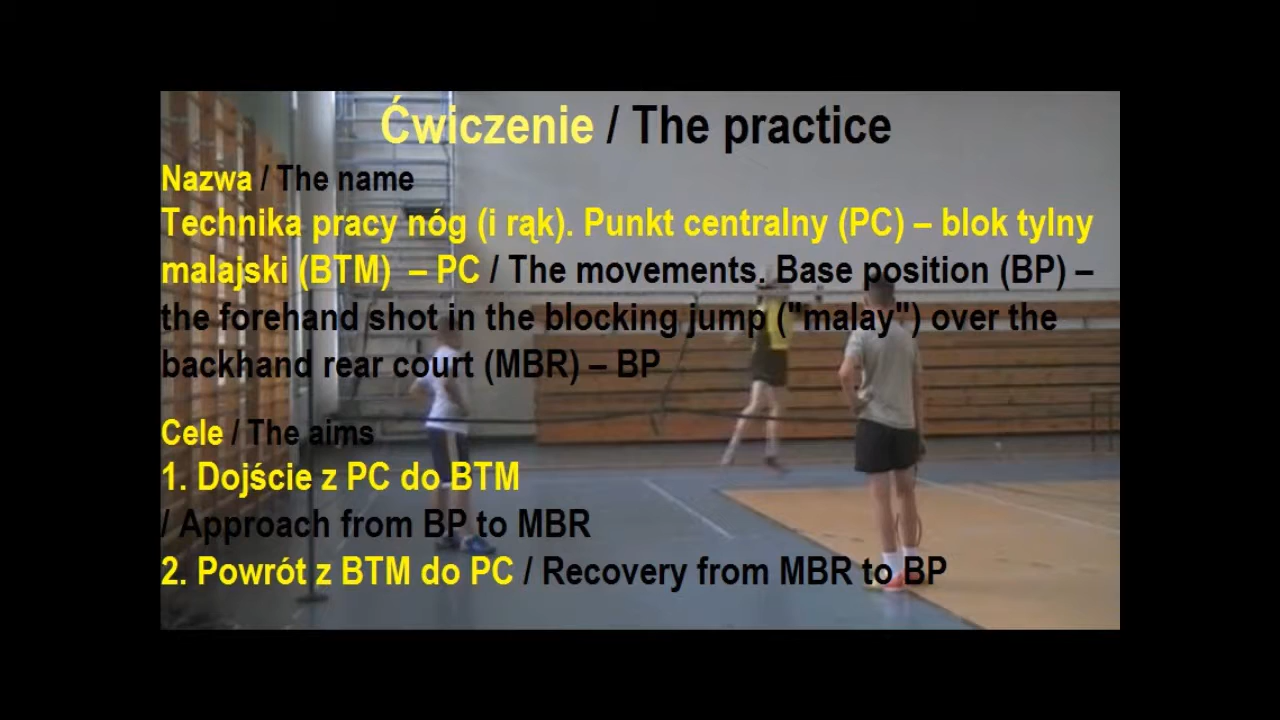 Ćwiczenie / The practice
Nazwa / The name
Technika pracy nóg (i rąk). Punkt centralny (PC) – blok tylny
malajski (BTM) – PC / The movements. Base position (BP) –
the forehand shot in the blocking jump ("malay") over the
backhand rear court (MBR) – BP
Cele / The aims
1. Dojście z PC do BTM
/ Approach from BP to MBR
2. Powrót z BTM do PC / Recovery from MBR to BP